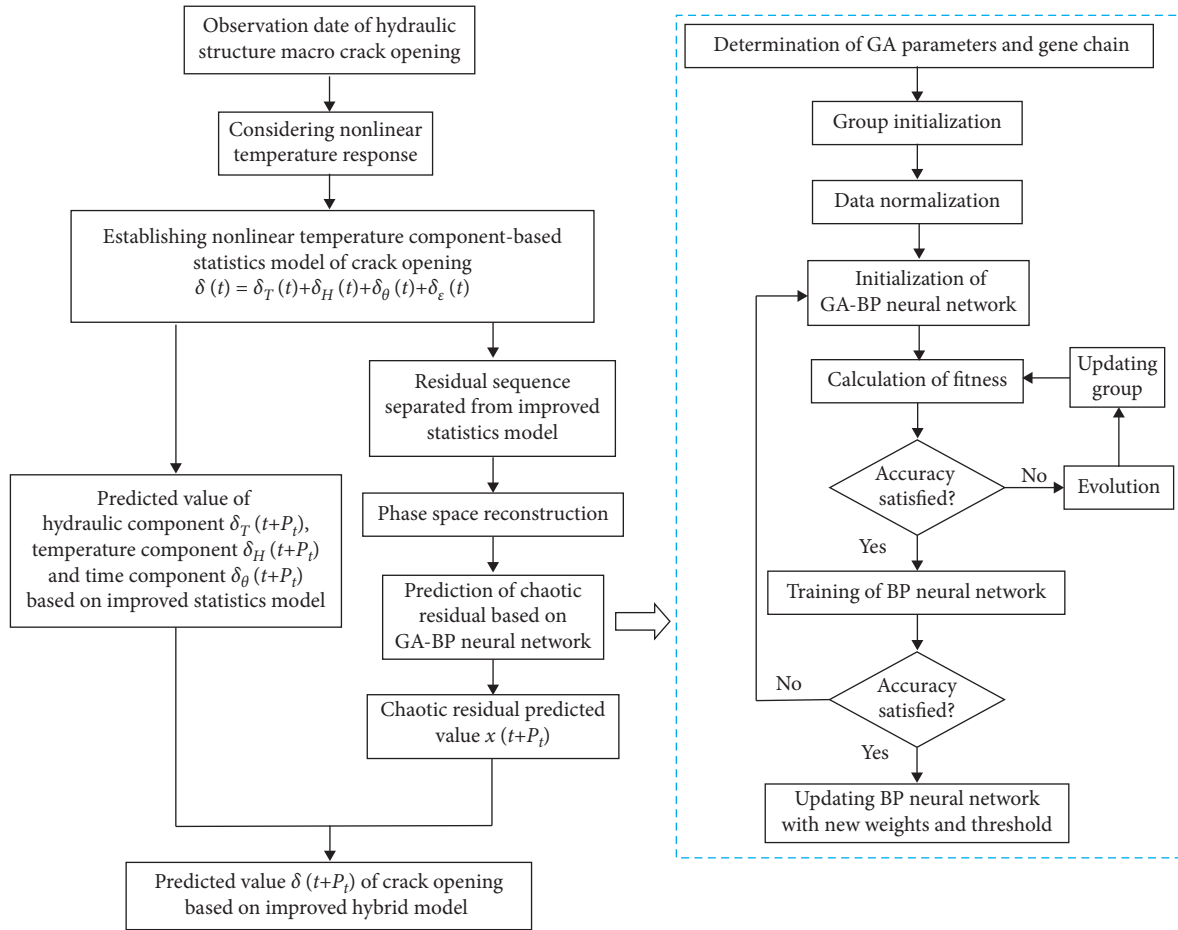 Observation date of hydraulic
structure macro crack opening
Considering nonlinear
temperature response
Establishing nonlinear temperature component-based
statistics model of crack opening
δ (t) = δ_T (t)+δ_H (t)+δ_θ (t)+δ_ε (t)
Predicted value of
hydraulic component δ_T (t+P_t),
temperature component δ_H (t+P_t)
and time component δ_θ (t+P_t)
based on improved statistics model
Residual sequence
separated from improved
statistics model
Phase space reconstruction
Prediction of chaotic
residual based on
GA-BP neural network
Chaotic residual predicted
value x (t+P_t)
Predicted value δ (t+P_t) of crack opening
based on improved hybrid model
Determination of GA parameters and gene chain
Group initialization
Data normalization
Initialization of
GA-BP neural network
Calculation of fitness
Updating
group
Accuracy
satisfied?
No
Evolution
Yes
Training of BP neural network
No
Accuracy
satisfied?
Yes
Updating BP neural network
with new weights and threshold